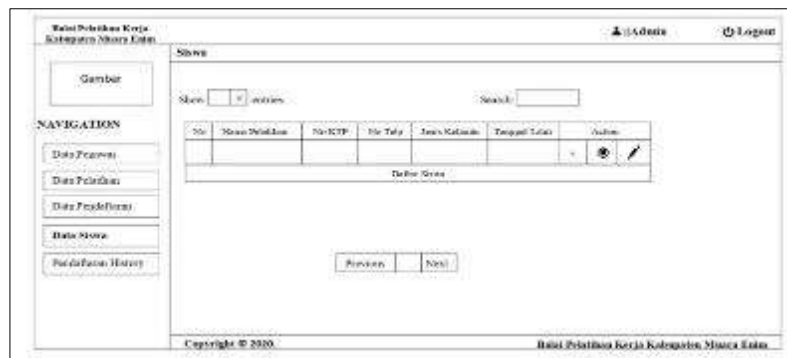 Balai Pelatihan Kerja
Kabupaten Muara Enim
Admin
Logout
Siswa
Gambar
Show entries
Search:
NAVIGATION
No Nama Pelatihan No KTP No Telp Jenis Kelamin Tanggal Lahir Action
Data Pegawai
Data Pelatihan
Daftar Siswa
Data Pendaftaran
Data Siswa
Pendaftaran History
Previous Next
Copyright © 2020.
Balai Pelatihan Kerja Kabupaten Muara Enim